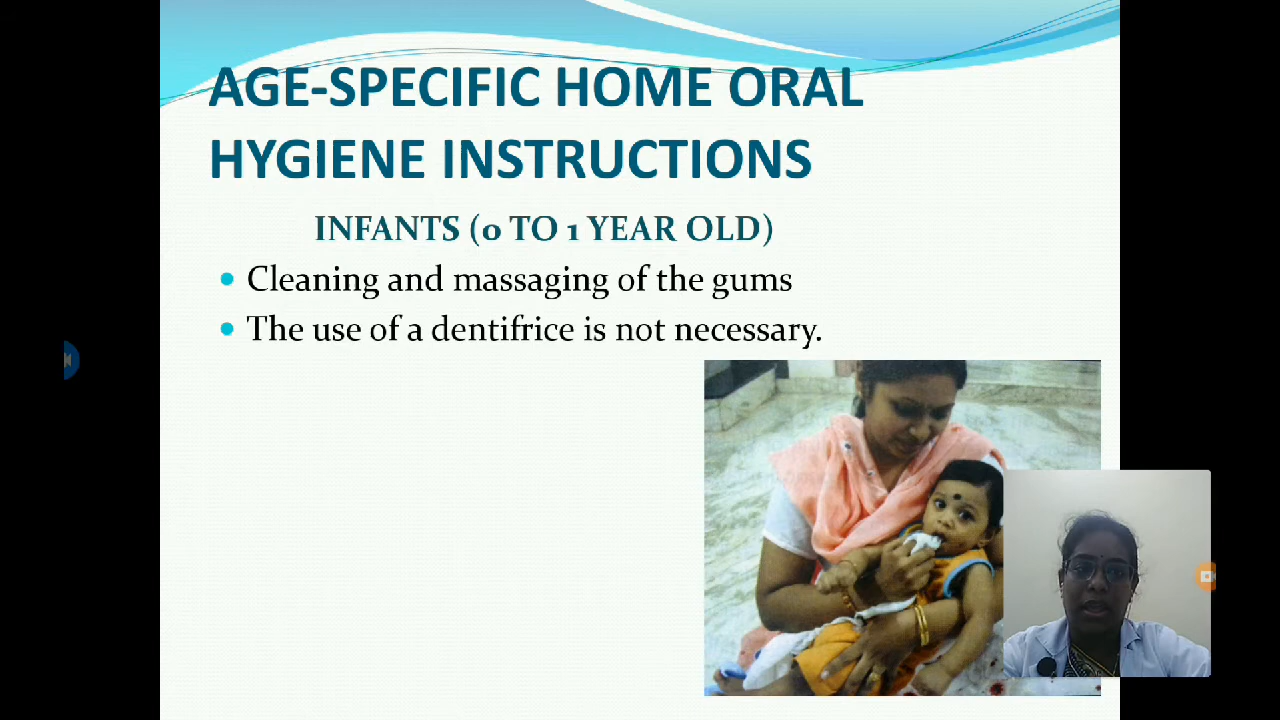 AGE-SPECIFIC HOME ORAL
HYGIENE INSTRUCTIONS
INFANTS (0 TO 1 YEAR OLD)
Cleaning and massaging of the gums
The use of a dentifrice is not necessary.